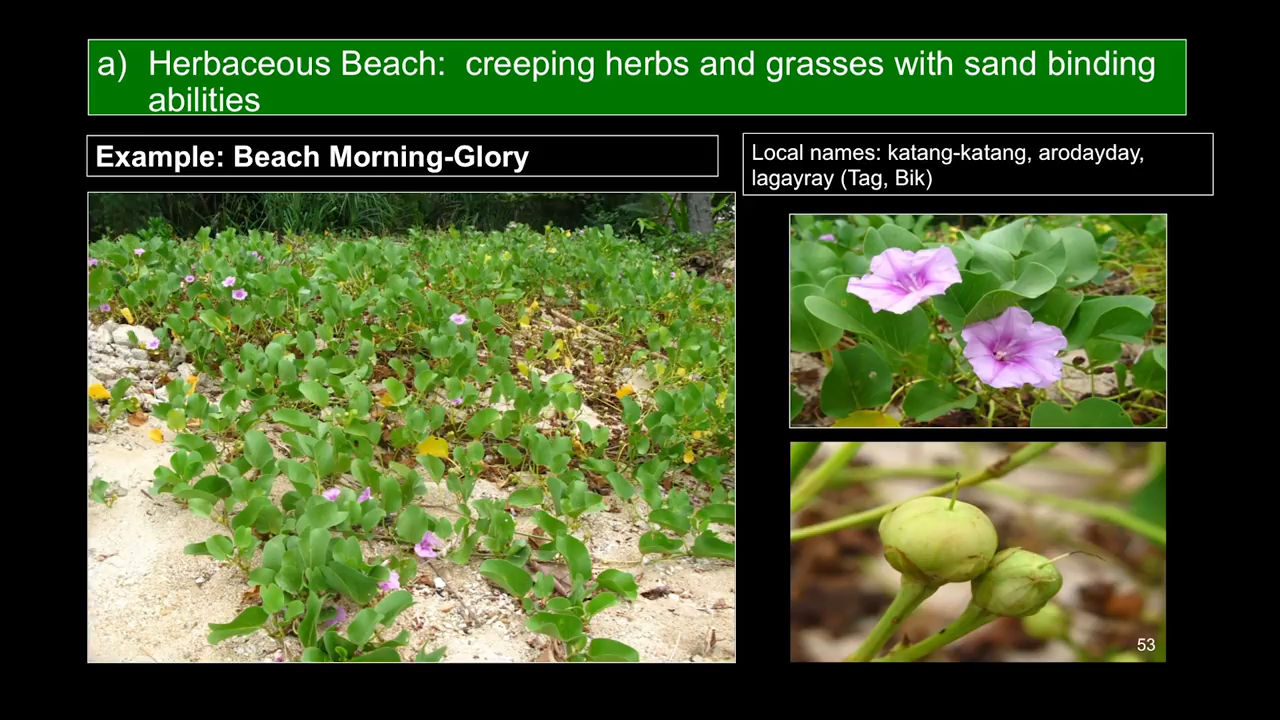 a) Herbaceous Beach: creeping herbs and grasses with sand binding
abilities
Example: Beach Morning-Glory
Local names: katang-katang, arodayday,
lagayray (Tag, Bik)
53